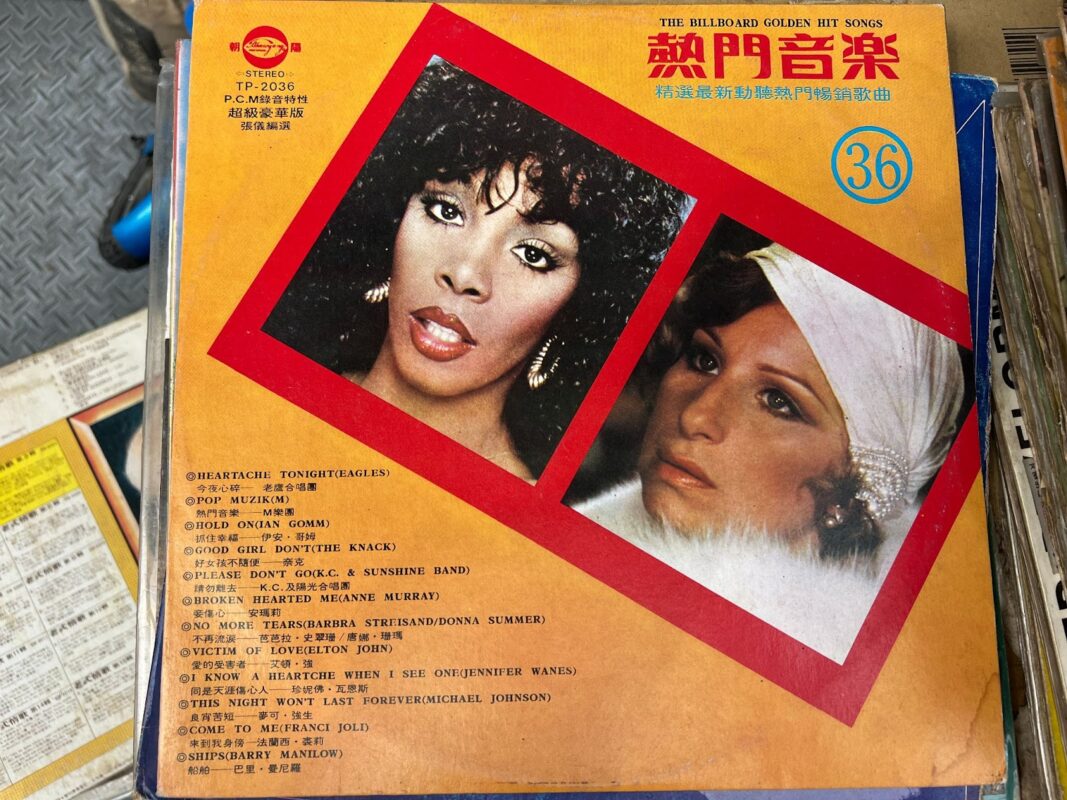 朝 陽
STEREO
TP-2036
P.C.M錄音特性
超級豪華版
張儀編選
THE BILLBOARD GOLDEN HIT SONGS
熱門音楽
精選最新動聽熱門暢銷歌曲
36
◎HEARTACHE TONIGHT(EAGLES)
今夜心碎─老鷹合唱團
◎POP MUZIK(M)
熱門音樂──M樂團
◎HOLD ON(IAN GOMM)
抓住幸福──伊安・哥姆
◎GOOD GIRL DON'T(THE KNACK)
好女孩不隨便──奈克
◎PLEASE DON'T GO(K.C. & SUNSHINE BAND)
請勿離去──K.C.及陽光合唱團
◎BROKEN HEARTED ME(ANNE MURRAY)
妾傷心──安瑪莉
◎NO MORE TEARS(BARBRA STREISAND/DONNA SUMMER)
不再流淚──芭芭拉・史翠珊/唐娜・珊瑪
◎VICTIM OF LOVE(ELTON JOHN)
愛的受害者──艾頓・強
◎I KNOW A HEARTCHE WHEN I SEE ONE(JENNIFER WANES)
同是天涯傷心人──珍妮佛・瓦恩斯
◎THIS NIGHT WON'T LAST FOREVER(MICHAEL JOHNSON)
良宵苦短──麥可・強生
◎COME TO ME(FRANCI JOLI)
來到我身傍─法蘭西・裘莉
◎SHIPS(BARRY MANILOW)
船舶──巴里・曼尼羅